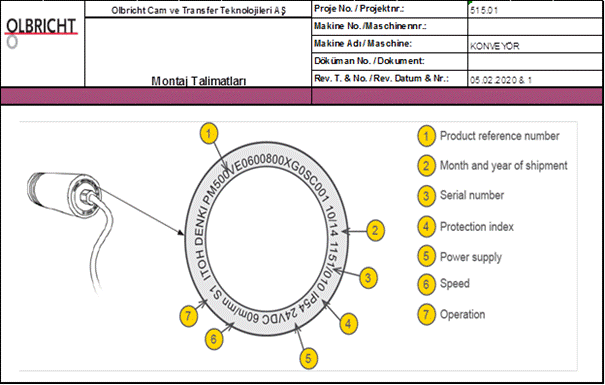 OLBRICHT
Olbricht Cam ve Transfer Teknolojileri AŞ
Montaj Talimatları
Proje No. / Projektnr.: 515.01
Makine No./Maschinennr.:
Makine Adı/ Maschine: KONVEYÖR
Döküman No. / Dokument:
Rev. T. & No. / Rev. Datum & Nr.: 05.02.2020 & 1
ITOH DENKI PM500VE0600800XG0SC001 10/14 1151/010 IP54 24VDC 60m/mn S1
1
2
3
4
5
6
7
1 Product reference number
2 Month and year of shipment
3 Serial number
4 Protection index
5 Power supply
6 Speed
7 Operation